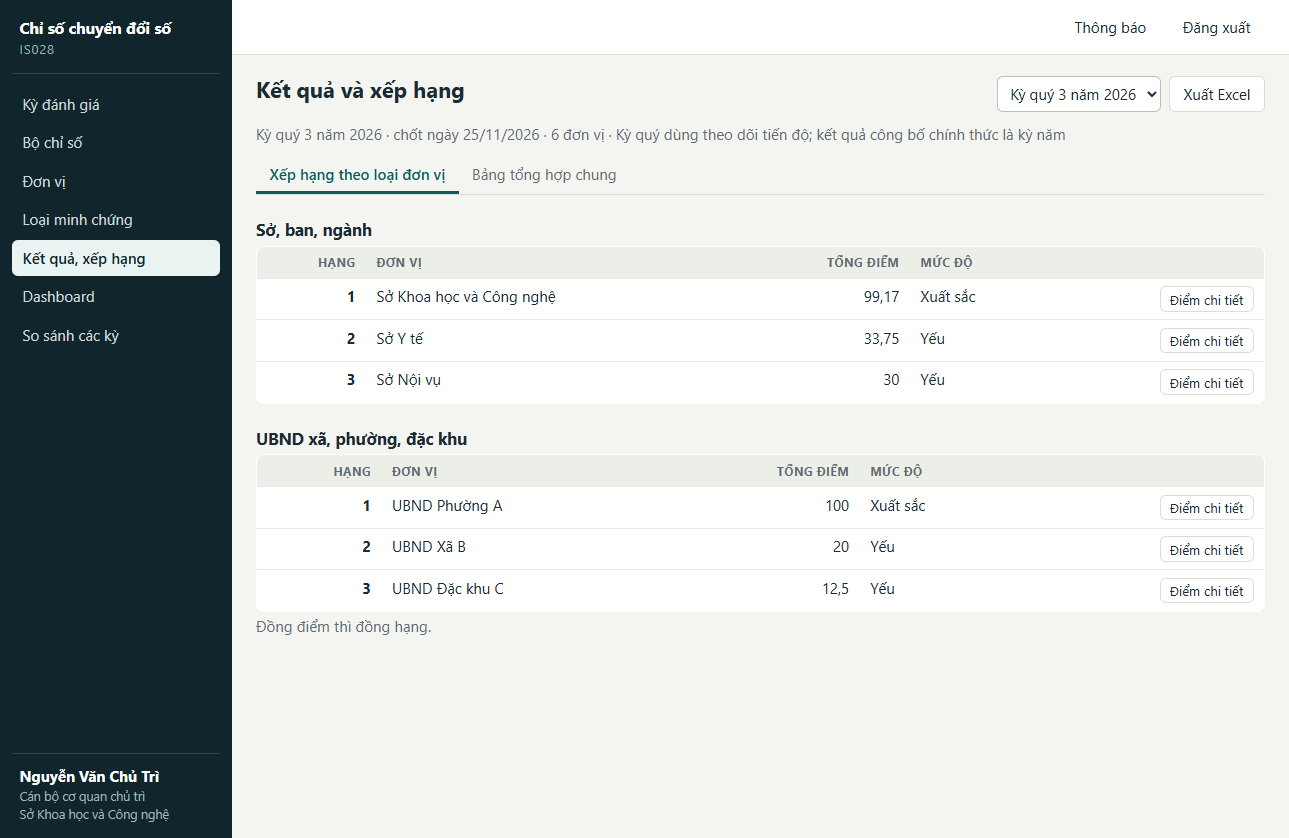 Chỉ số chuyển đổi số
IS028
Kỳ đánh giá
Bộ chỉ số
Đơn vị
Loại minh chứng
Kết quả, xếp hạng
Dashboard
So sánh các kỳ
Nguyễn Văn Chủ Trì
Cán bộ cơ quan chủ trì
Sở Khoa học và Công nghệ
Thông báo Đăng xuất
Kết quả và xếp hạng
Kỳ quý 3 năm 2026 Xuất Excel
Kỳ quý 3 năm 2026 · chốt ngày 25/11/2026 · 6 đơn vị · Kỳ quý dùng theo dõi tiến độ; kết quả công bố chính thức là kỳ năm
Xếp hạng theo loại đơn vị Bảng tổng hợp chung
Sở, ban, ngành
HẠNG ĐƠN VỊ TỔNG ĐIỂM MỨC ĐỘ
1 Sở Khoa học và Công nghệ 99,17 Xuất sắc Điểm chi tiết
2 Sở Y tế 33,75 Yếu Điểm chi tiết
3 Sở Nội vụ 30 Yếu Điểm chi tiết
UBND xã, phường, đặc khu
HẠNG ĐƠN VỊ TỔNG ĐIỂM MỨC ĐỘ
1 UBND Phường A 100 Xuất sắc Điểm chi tiết
2 UBND Xã B 20 Yếu Điểm chi tiết
3 UBND Đặc khu C 12,5 Yếu Điểm chi tiết
Đồng điểm thì đồng hạng.